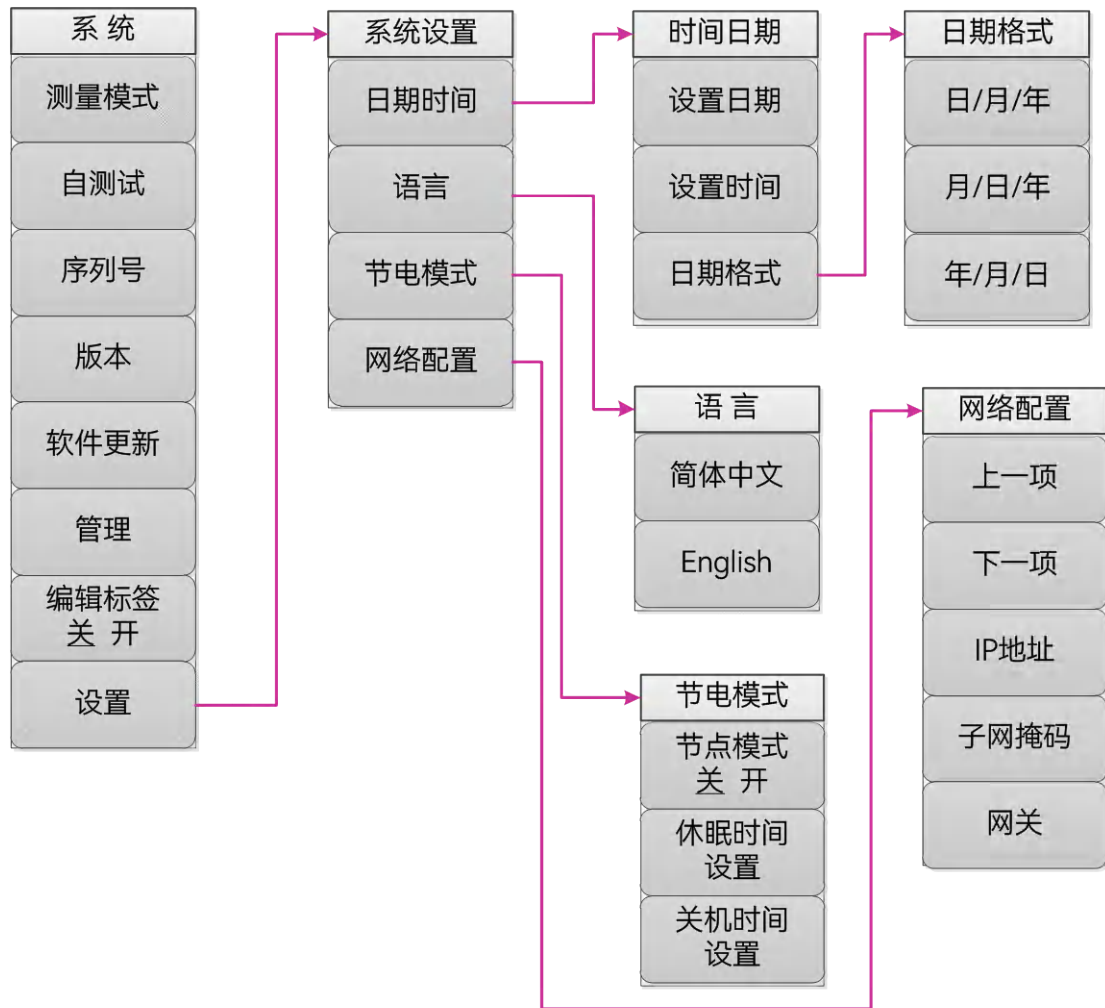 系 统
测量模式
自测试
序列号
版本
软件更新
管理
编辑标签
关 开
设置
系统设置
日期时间
语言
节电模式
网络配置
时间日期
设置日期
设置时间
日期格式
日期格式
日/月/年
月/日/年
年/月/日
语 言
简体中文
English
节电模式
节点模式
关 开
休眠时间
设置
关机时间
设置
网络配置
上一项
下一项
IP地址
子网掩码
网关